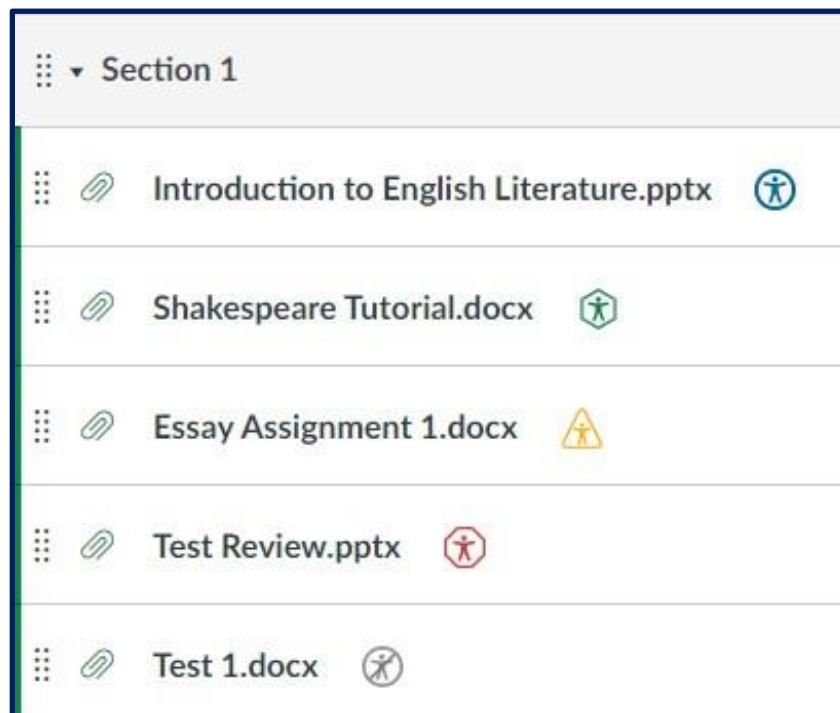 Section 1
Introduction to English Literature.pptx
Shakespeare Tutorial.docx
Essay Assignment 1.docx
Test Review.pptx
Test 1.docx